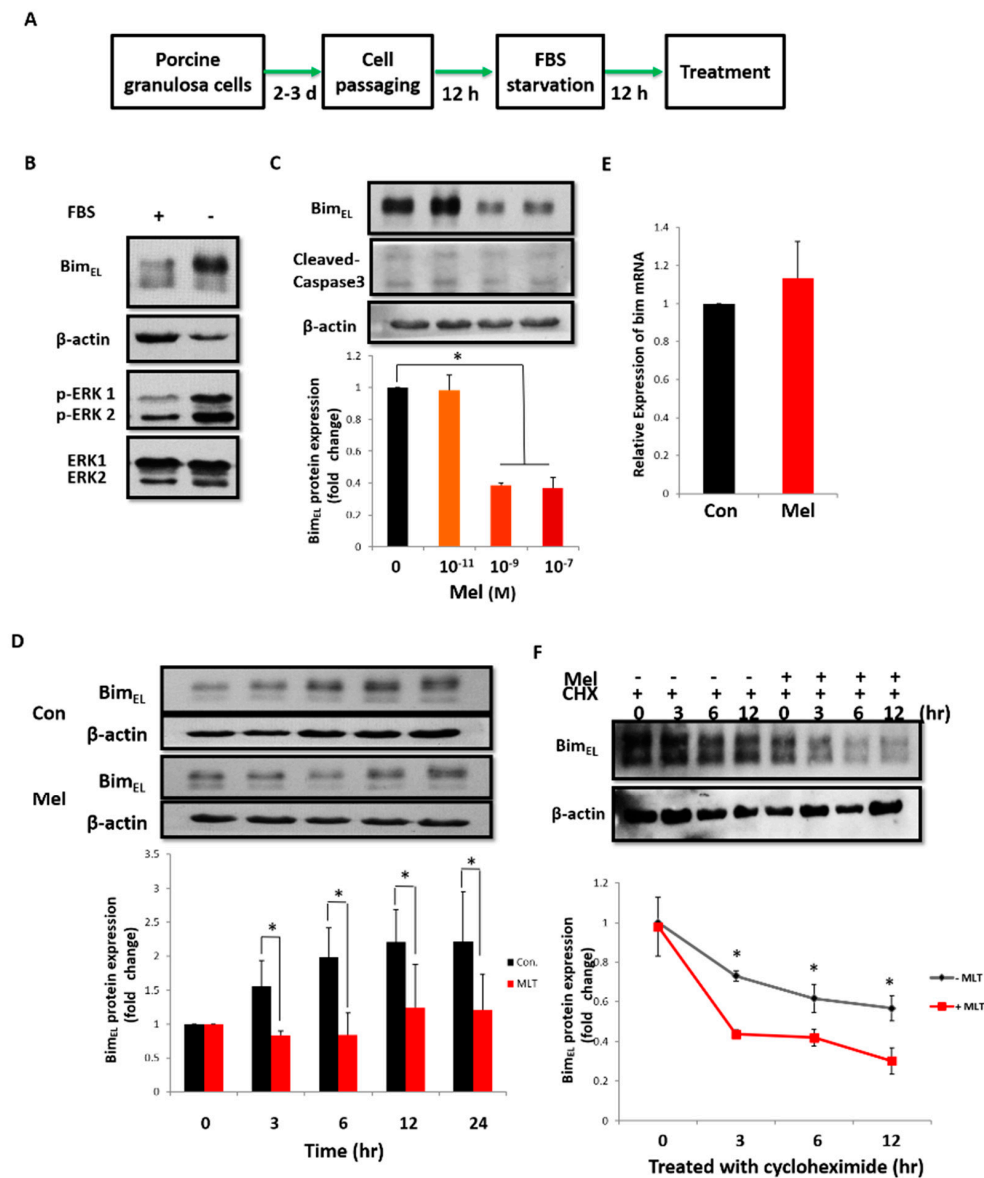 A
Porcine
granulosa cells
2-3 d
Cell
passaging
12 h
FBS
starvation
12 h
Treatment
B
FBS + -
BimEL
β-actin
p-ERK 1
p-ERK 2
ERK1
ERK2
C
BimEL
Cleaved-
Caspase3
β-actin
BimEL protein expression
(fold change)
1.2
1
0.8
0.6
0.4
0.2
0
*
0 10-11 10-9 10-7
Mel (M)
E
Relative Expression of bim mRNA
1.4
1.2
1
0.8
0.6
0.4
0.2
0
Con Mel
D
Con
BimEL
β-actin
Mel
BimEL
β-actin
BimEL protein expression
(fold change)
3.5
3
2.5
2
1.5
1
0.5
0
* * * *
Con.
MLT
0 3 6 12 24
Time (hr)
F
Mel - - - - + + + +
CHX + + + + + + + +
0 3 6 12 0 3 6 12 (hr)
BimEL
β-actin
BimEL protein expression
(fold change)
1.2
1
0.8
0.6
0.4
0.2
0
* * *
- MLT
+ MLT
0 3 6 12
Treated with cycloheximide (hr)